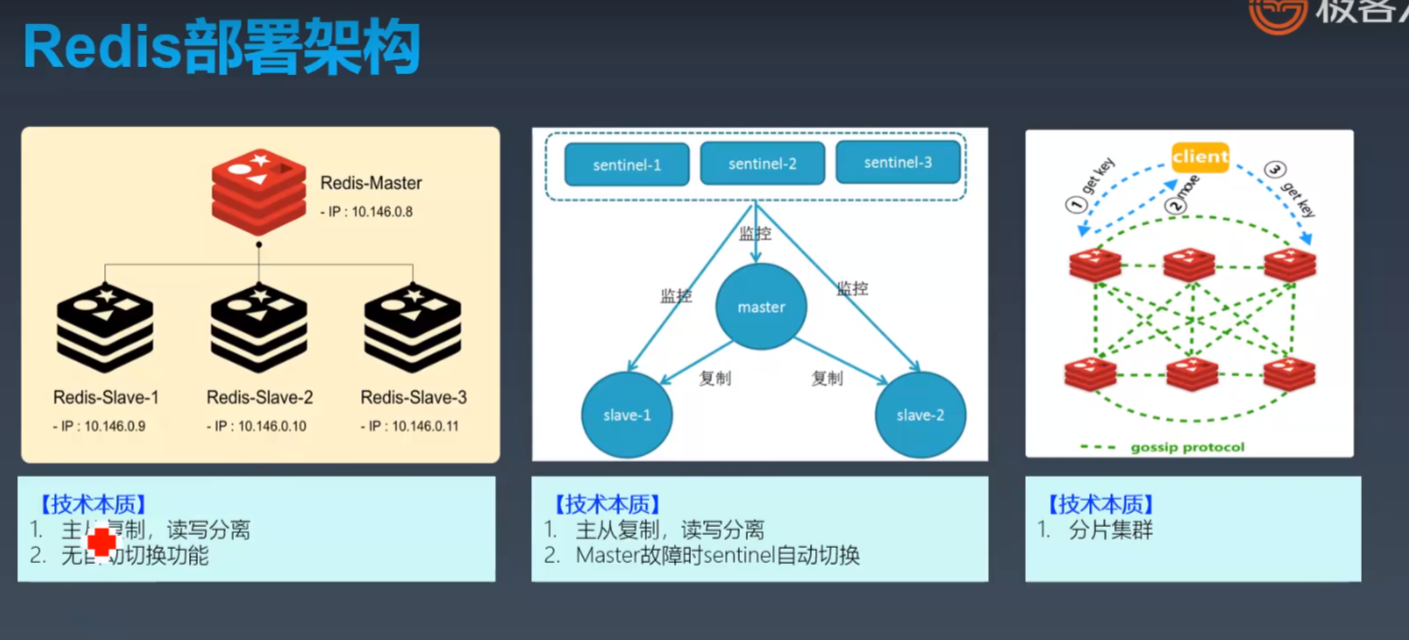 极客
Redis部署架构
Redis-Master
- IP : 10.146.0.8
Redis-Slave-1
- IP : 10.146.0.9
Redis-Slave-2
- IP : 10.146.0.10
Redis-Slave-3
- IP : 10.146.0.11
sentinel-1
sentinel-2
sentinel-3
监控
监控
监控
master
复制
复制
slave-1
slave-2
client
① get key
② move
③ get key
gossip protocol
【技术本质】
1. 主从复制，读写分离
2. 无自动切换功能
【技术本质】
1. 主从复制，读写分离
2. Master故障时sentinel自动切换
【技术本质】
1. 分片集群